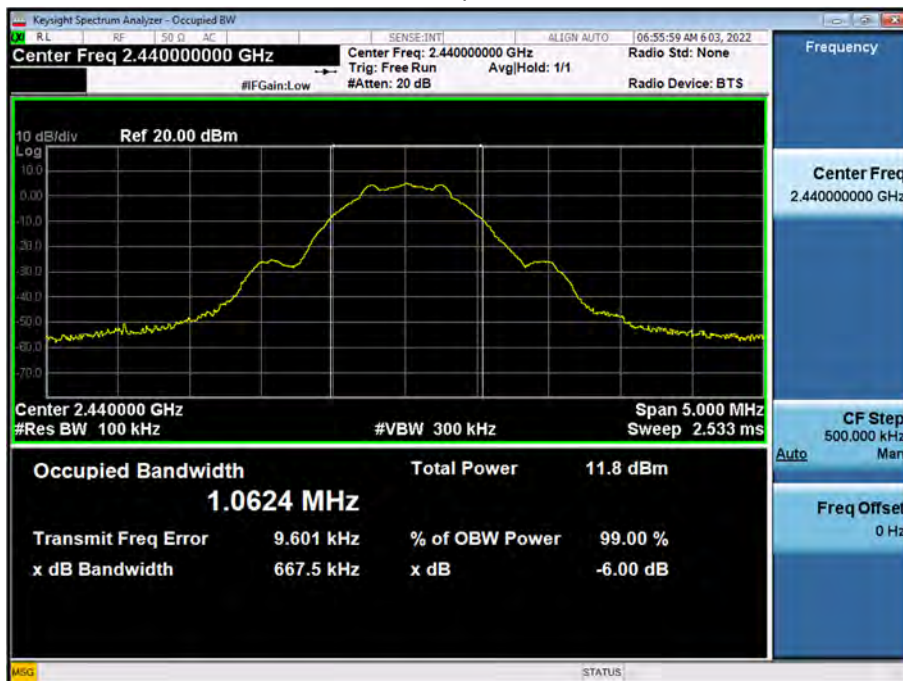 Keysight Spectrum Analyzer - Occupied BW
LXI RL RF 50 Ω AC SENSE:INT ALIGN AUTO 06:55:59 AM 6 03, 2022
Center Freq 2.440000000 GHz
Center Freq: 2.440000000 GHz
Radio Std: None
Trig: Free Run Avg|Hold: 1/1
#IFGain:Low #Atten: 20 dB Radio Device: BTS
Frequency
10 dB/div Ref 20.00 dBm
Log
10.0
0.00
-10.0
-20.0
-30.0
-40.0
-50.0
-60.0
-70.0
Center 2.440000 GHz Span 5.000 MHz
#Res BW 100 kHz #VBW 300 kHz Sweep 2.533 ms
Occupied Bandwidth Total Power 11.8 dBm
1.0624 MHz
Transmit Freq Error 9.601 kHz % of OBW Power 99.00 %
x dB Bandwidth 667.5 kHz x dB -6.00 dB
Center Freq
2.440000000 GHz
CF Step
500.000 kHz
Auto Man
Freq Offset
0 Hz
MSG STATUS